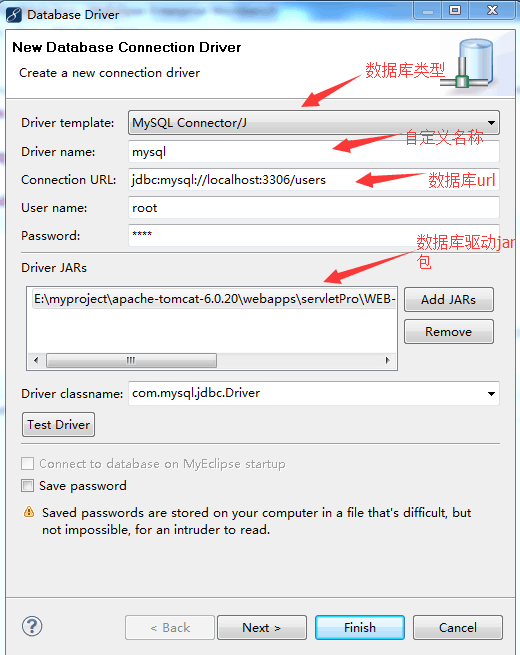 Database Driver
New Database Connection Driver
Create a new connection driver
数据库类型
Driver template:
MySQL Connector/J
自定义名称
Driver name:
mysql
Connection URL:
jdbc:mysql://localhost:3306/users
数据库url
User name:
root
Password:
****
数据库驱动jar
包
Driver JARs
E:\myproject\apache-tomcat-6.0.20\webapps\servletPro\WEB-
Add JARs
Remove
Driver classname:
com.mysql.jdbc.Driver
Test Driver
Connect to database on MyEclipse startup
Save password
Saved passwords are stored on your computer in a file that's difficult, but
not impossible, for an intruder to read.
?
< Back
Next >
Finish
Cancel